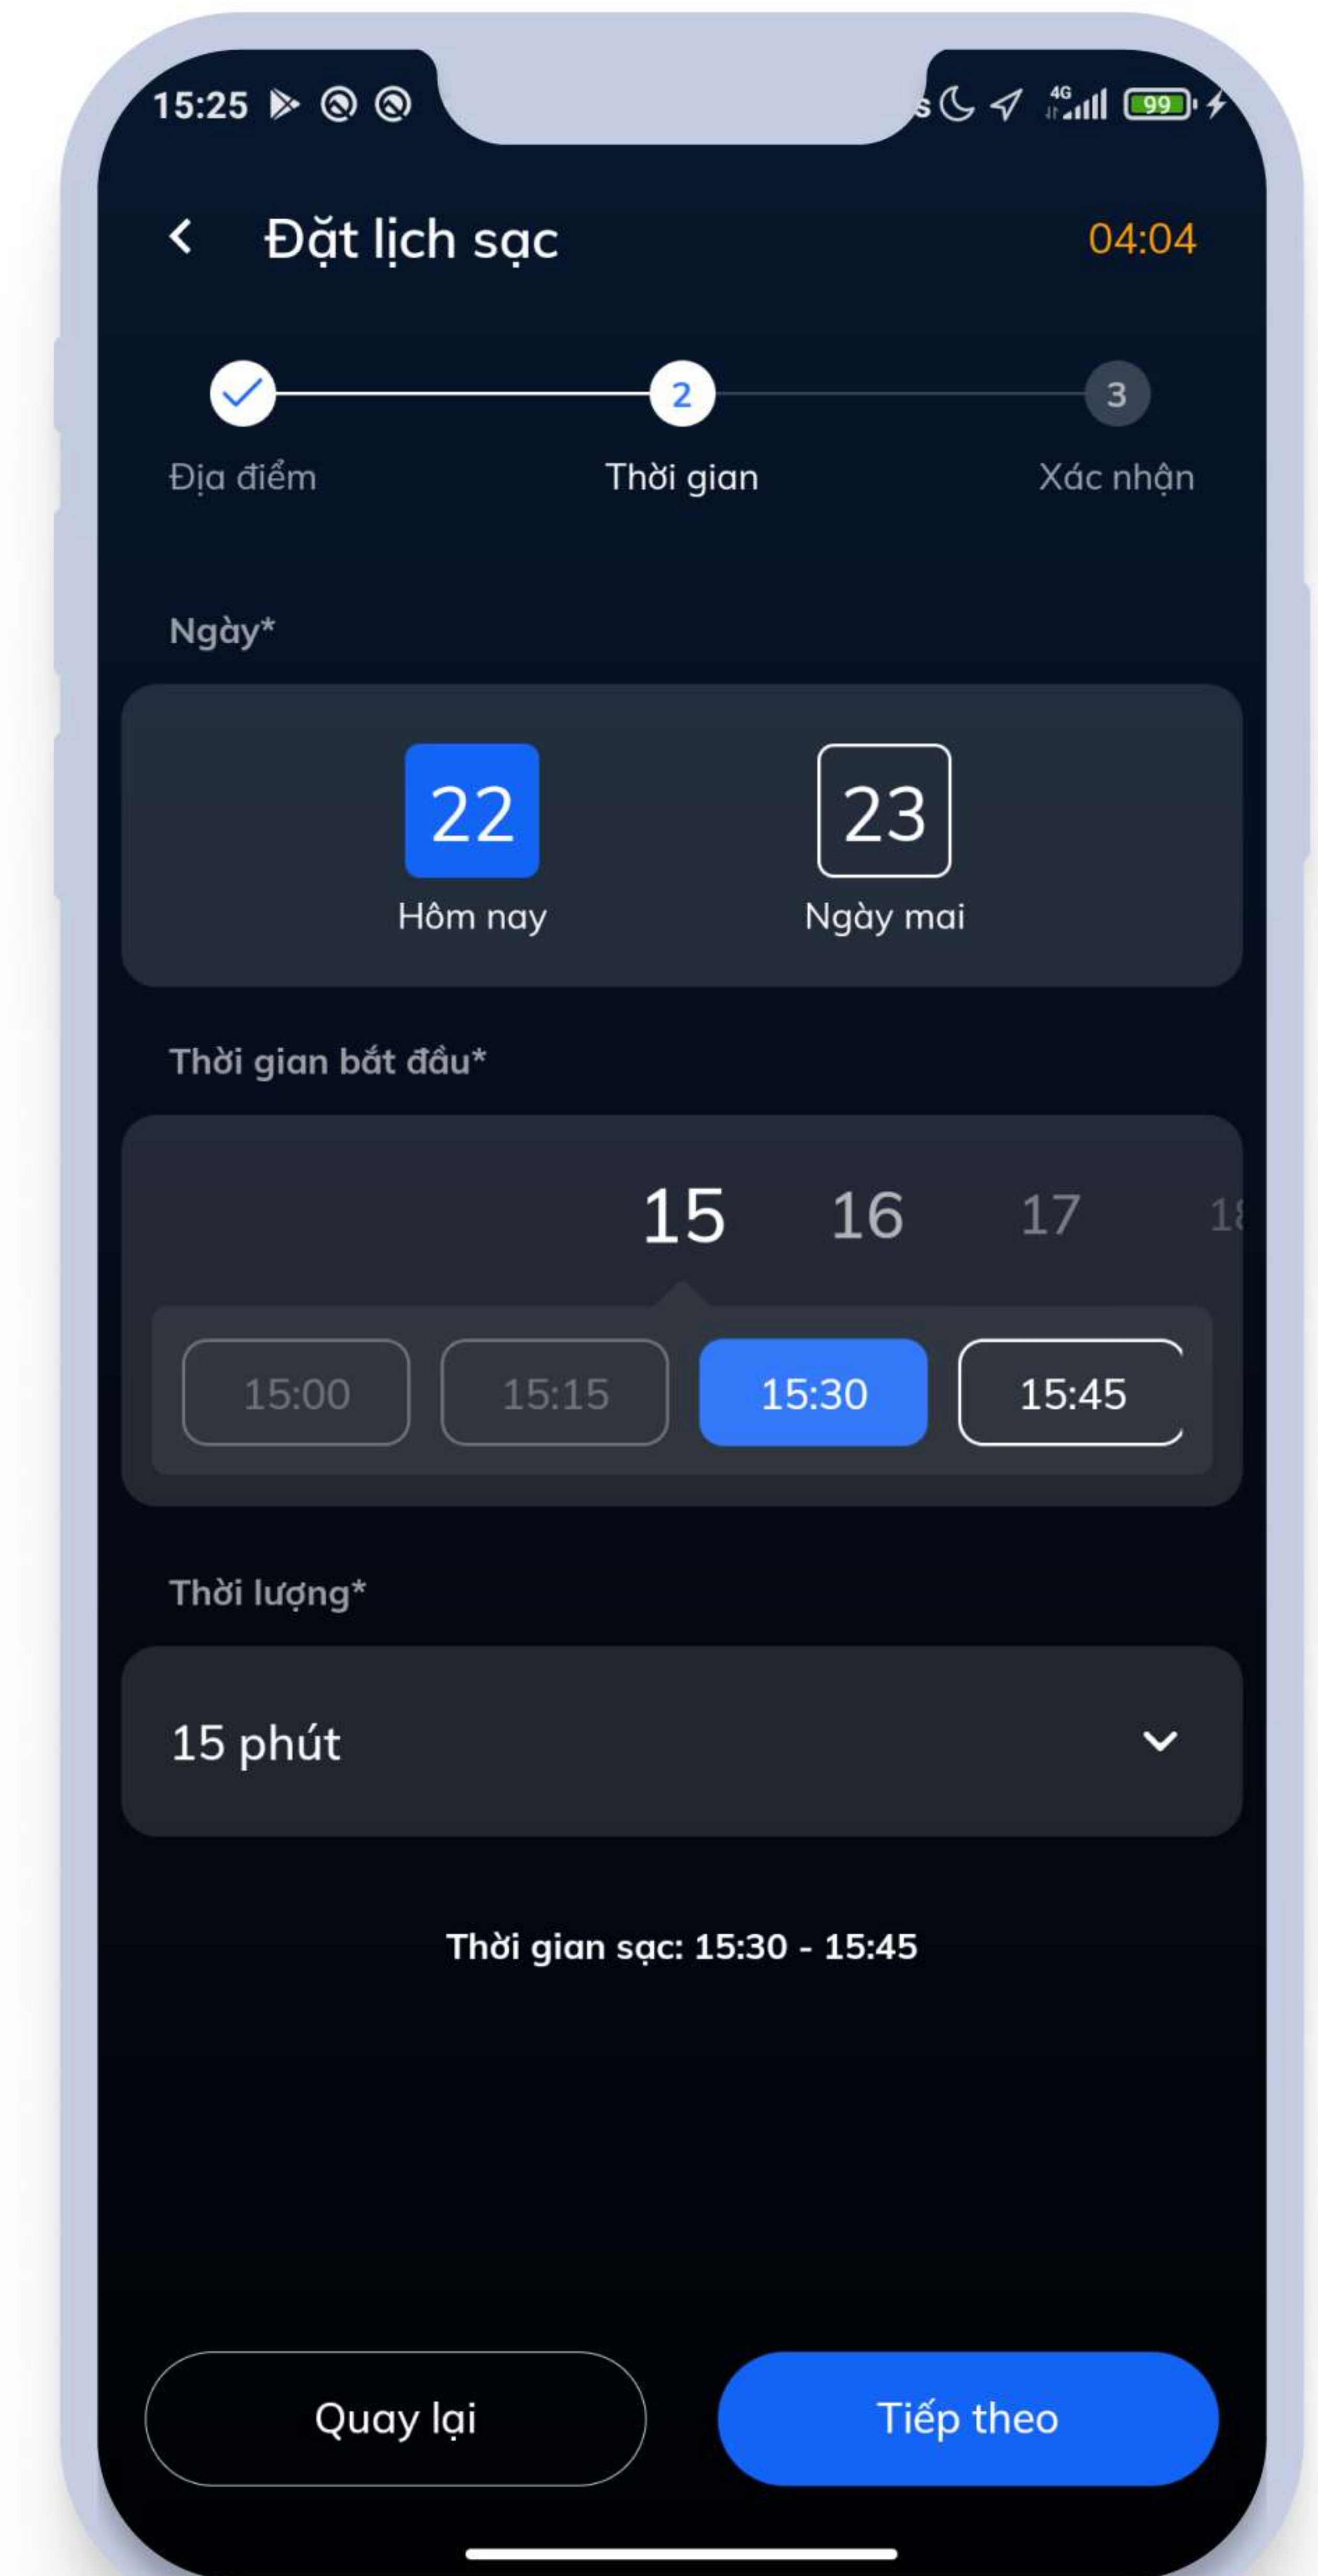 15:25 4G 99
Đặt lịch sạc 04:04
2 3
Địa điểm Thời gian Xác nhận
Ngày*
22 23
Hôm nay Ngày mai
Thời gian bắt đầu*
15 16 17
15:00 15:15 15:30 15:45
Thời lượng*
15 phút
Thời gian sạc: 15:30 - 15:45
Quay lại Tiếp theo